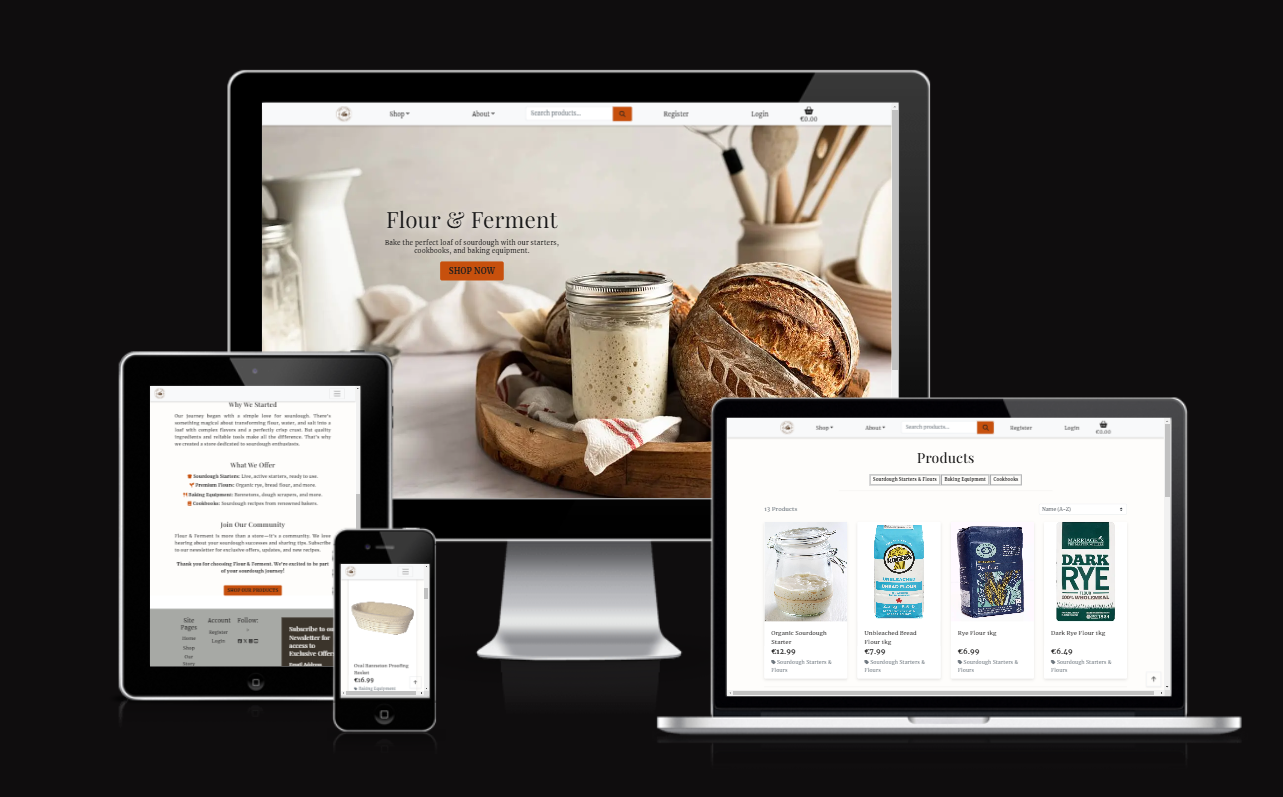 Shop
About
Search products...
Register
Login
€0.00
Flour & Ferment
Bake the perfect loaf of sourdough with our starters,
cookbooks, and baking equipment.
SHOP NOW
Why We Started
Our journey began with a simple love for sourdough. There's
something magical about transforming flour, water, and salt into a
loaf with complex flavors and a perfectly crisp crust. But quality
ingredients and reliable tools make all the difference. That's why
we created a store dedicated to sourdough enthusiasts.
What We Offer
Sourdough Starters: Live, active starters, ready to use.
Premium Flours: Organic rye, bread flour, and more.
Baking Equipment: Bannetons, dough scrapers, and more.
Cookbooks: Sourdough recipes from renowned bakers.
Join Our Community
Flour & Ferment is more than a store—it's a community. We love
hearing about your sourdough successes and sharing tips. Subscribe
to our newsletter for exclusive offers, updates, and new recipes.
Thank you for choosing Flour & Ferment. We're excited to be part
of your sourdough journey!
SHOP OUR PRODUCTS
Site
Pages
Home
Shop
Our
Story
Account
Register
Login
Follow:
Subscribe to our
Newsletter for
access to
Exclusive Offers
Email Address
Oval Banneton Proofing
Basket
€16.99
Baking Equipment
Shop
About
Search products...
Register
Login
€0.00
Products
Sourdough Starters & Flours
Baking Equipment
Cookbooks
13 Products
Name (A-Z)
Organic Sourdough
Starter
€12.99
Sourdough Starters &
Flours
UNBLEACHED
BREAD FLOUR
Unbleached Bread
Flour 1kg
€7.99
Sourdough Starters &
Flours
Rye Flour 1kg
€6.99
Sourdough Starters &
Flours
MARRIAGE'S
DARK
RYE
FLOUR
Dark Rye Flour 1kg
€6.49
Sourdough Starters &
Flours